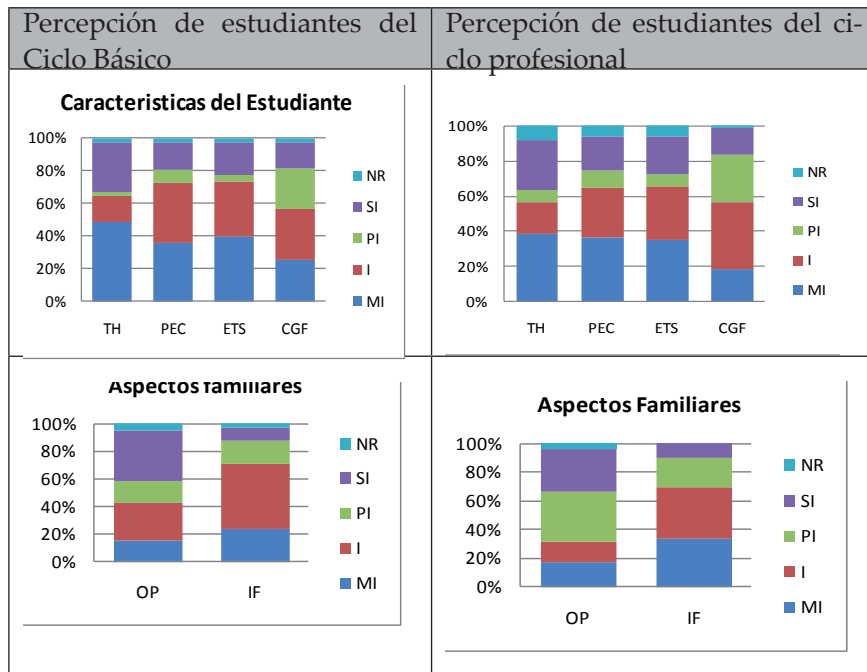 Percepción de estudiantes del
Ciclo Básico
Percepción de estudiantes del ci-
clo profesional
Caracteristicas del Estudiante
100%
80%
60%
40%
20%
0%
TH PEC ETS CGF
NR
SI
PI
I
MI
100%
80%
60%
40%
20%
0%
TH PEC ETS CGF
NR
SI
PI
I
MI
Aspectos familiares
100%
80%
60%
40%
20%
0%
OP IF
NR
SI
PI
I
MI
Aspectos Familiares
100%
80%
60%
40%
20%
0%
OP IF
NR
SI
PI
I
MI